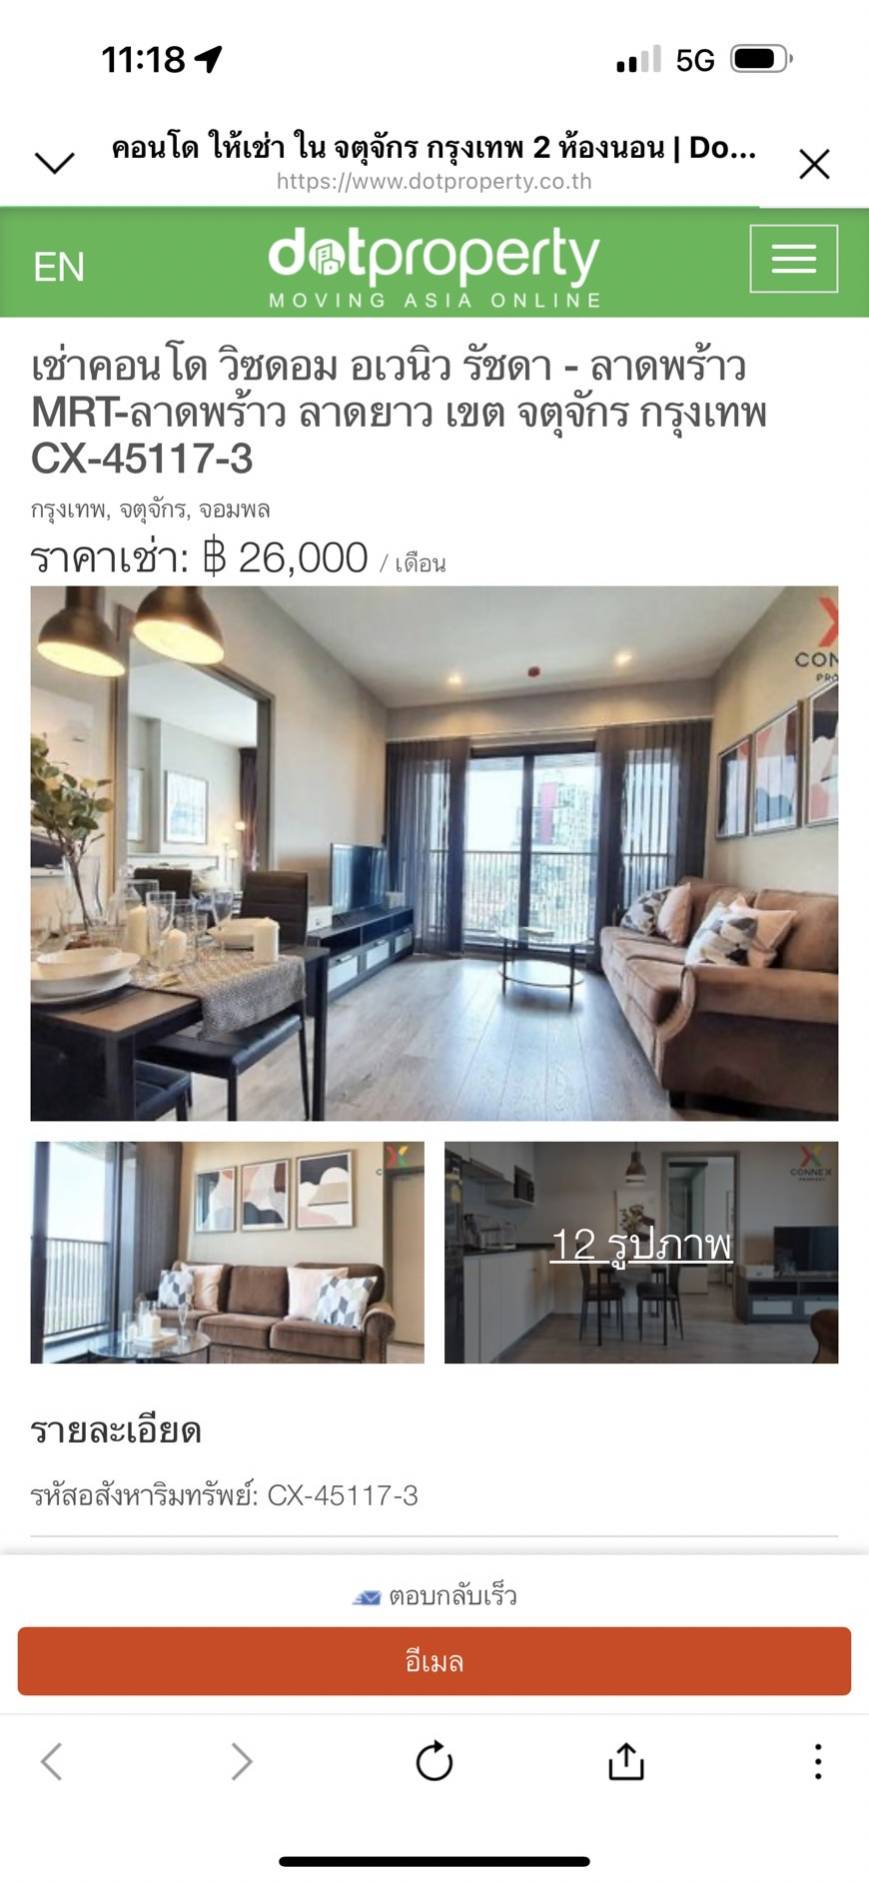 11:18
5G
คอนโด ให้เช่า ใน จตุจักร กรุงเทพ 2 ห้องนอน | Do...
https://www.dotproperty.co.th
EN
dotproperty
MOVING ASIA ONLINE
เช่าคอนโด วิซดอม อเวนิว รัชดา - ลาดพร้าว
MRT-ลาดพร้าว ลาดยาว เขต จตุจักร กรุงเทพ
CX-45117-3
กรุงเทพ, จตุจักร, จอมพล
ราคาเช่า: ฿ 26,000 / เดือน
CON
PRO
CONNEX
PROPERTY
12 รูปภาพ
รายละเอียด
รหัสอสังหาริมทรัพย์: CX-45117-3
ตอบกลับเร็ว
อีเมล